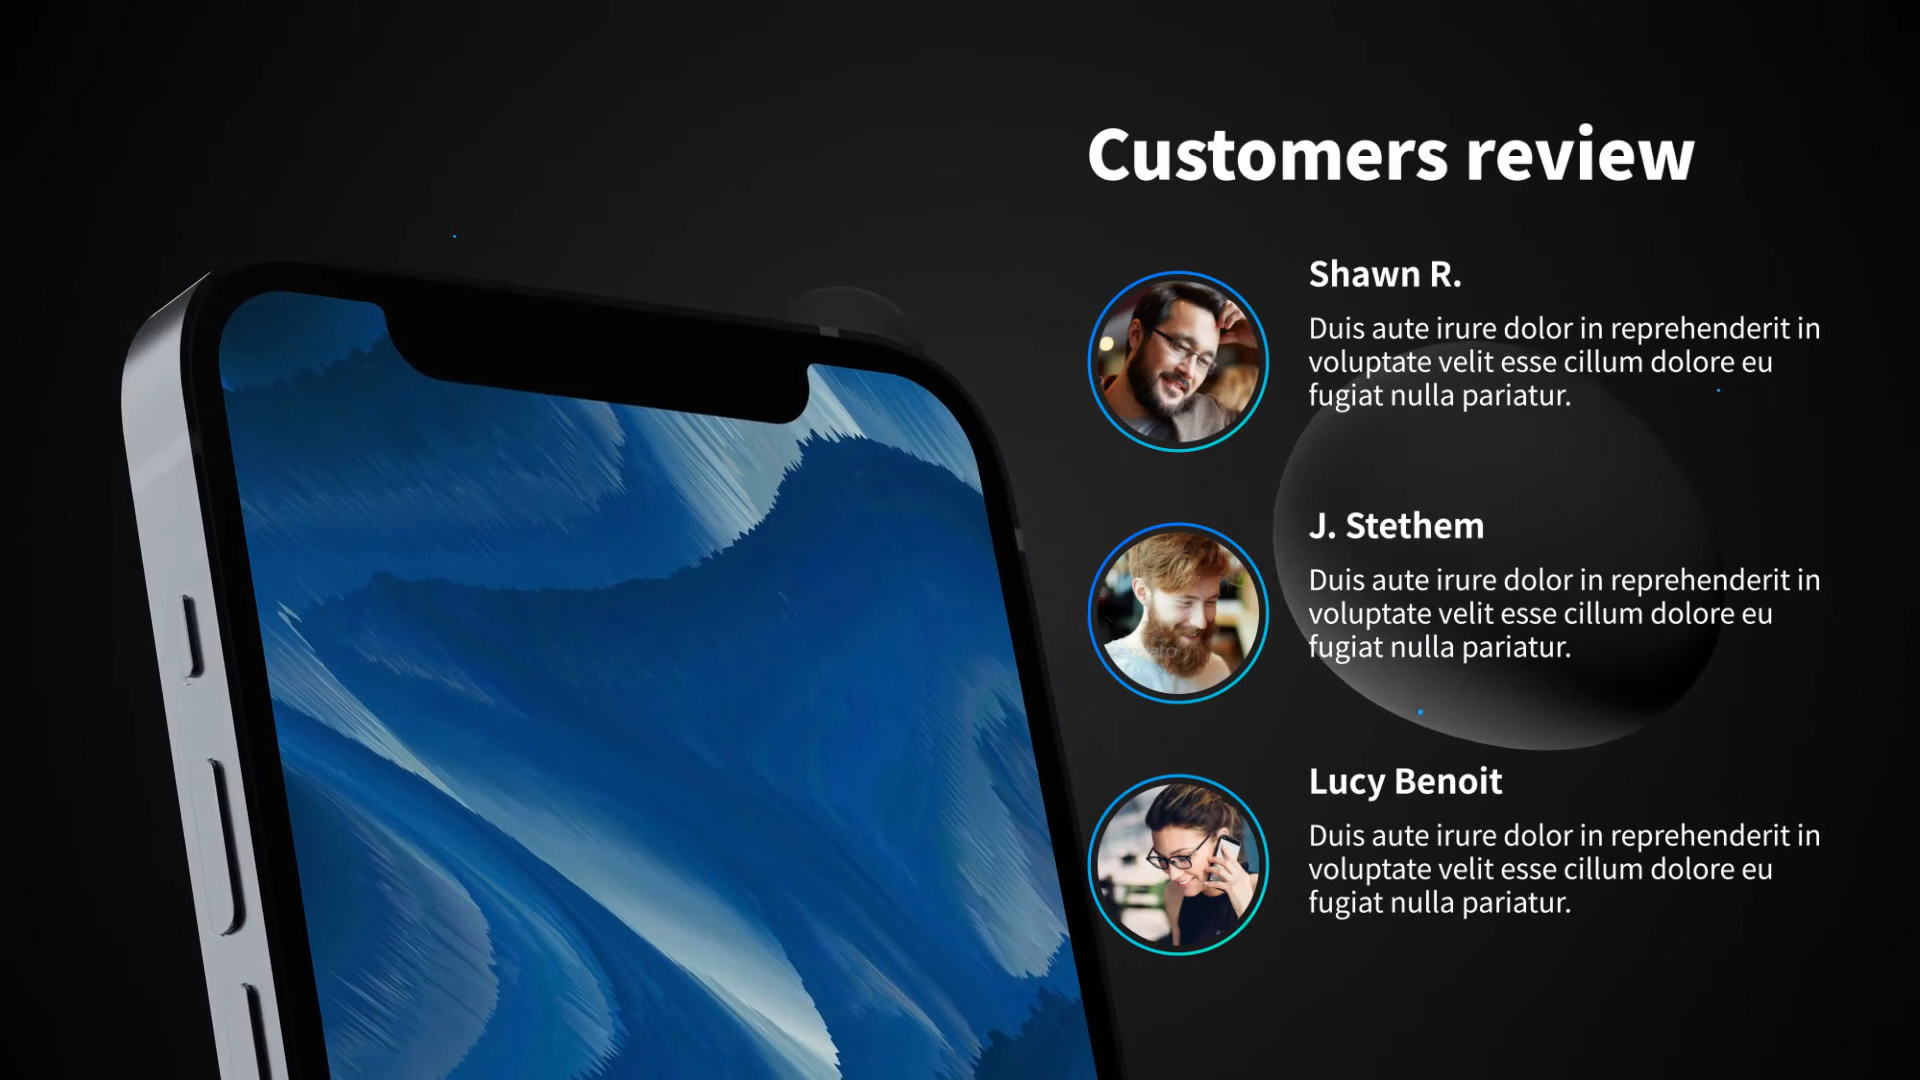 Customers review
Shawn R.
Duis aute irure dolor in reprehenderit in
voluptate velit esse cillum dolore eu
fugiat nulla pariatur.
J. Stethem
Duis aute irure dolor in reprehenderit in
voluptate velit esse cillum dolore eu
fugiat nulla pariatur.
envato
Lucy Benoit
Duis aute irure dolor in reprehenderit in
voluptate velit esse cillum dolore eu
fugiat nulla pariatur.